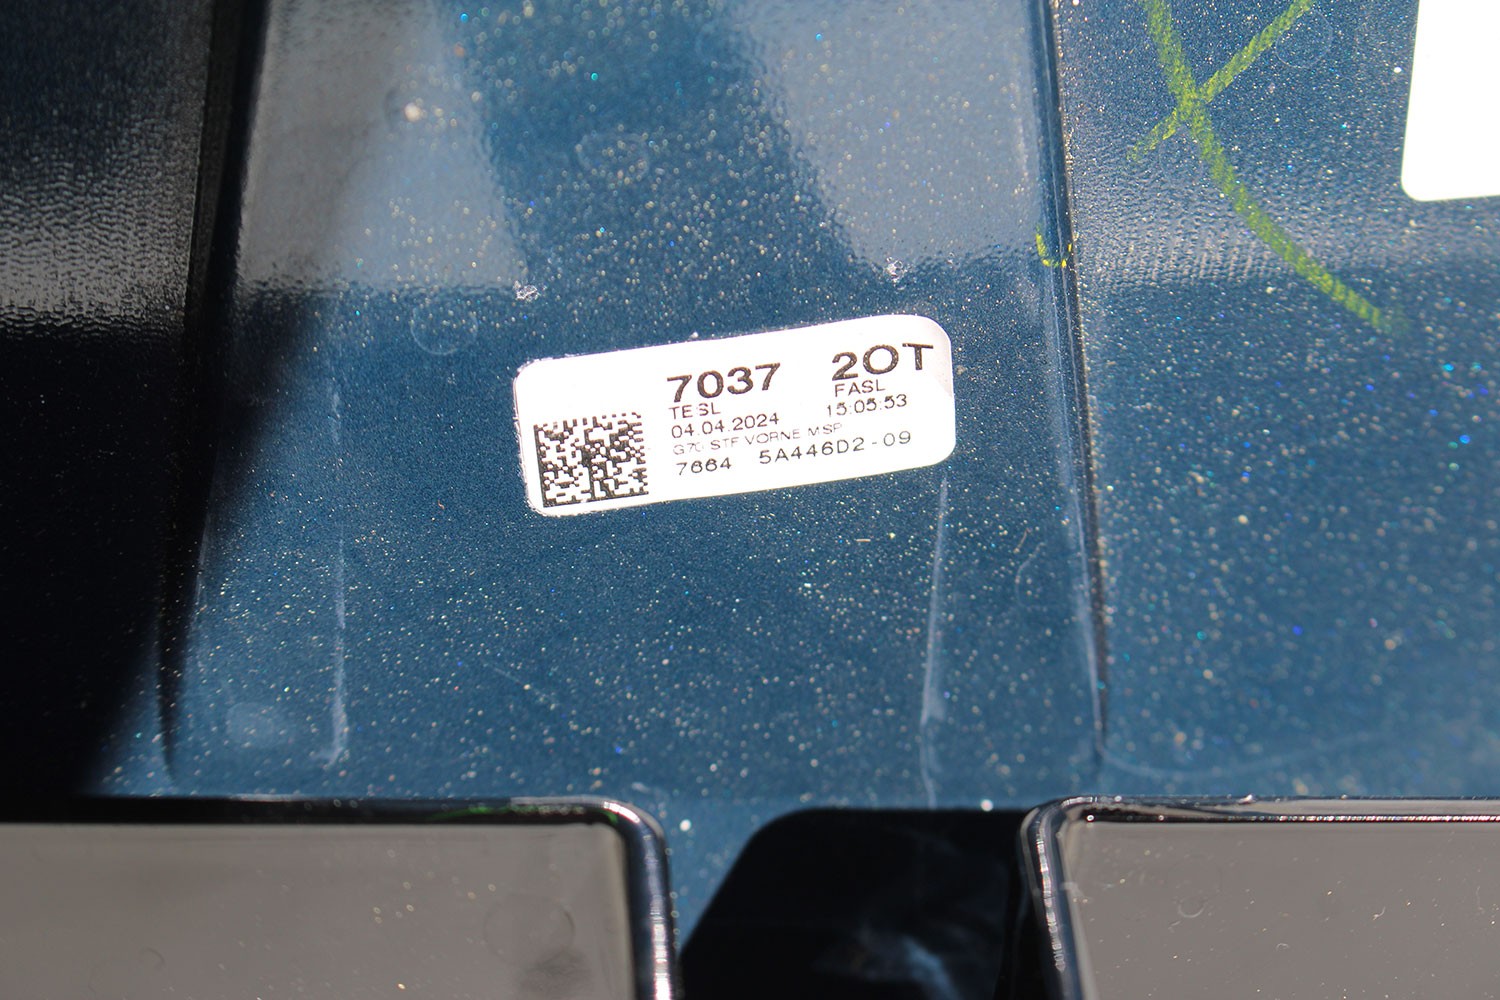 7037 2OT
TESL FASL
04.04.2024 15:05:53
G70 STF VORNE MSP
7664 5A446D2-09